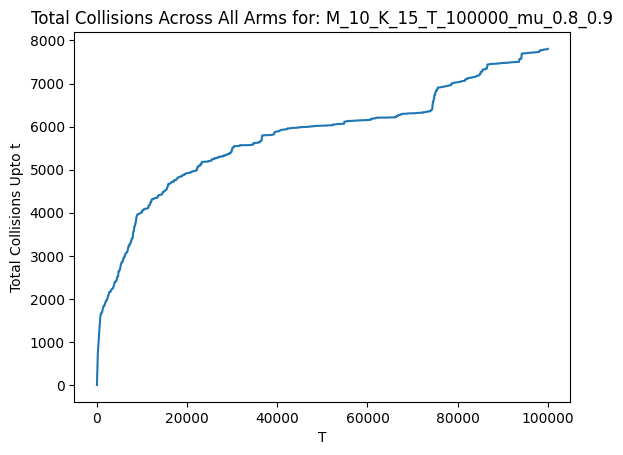 Total Collisions Across All Arms for: M_10_K_15_T_100000_mu_0.8_0.9
Total Collisions Upto t
8000
7000
6000
5000
4000
3000
2000
1000
0
0 20000 40000 60000 80000 100000
T